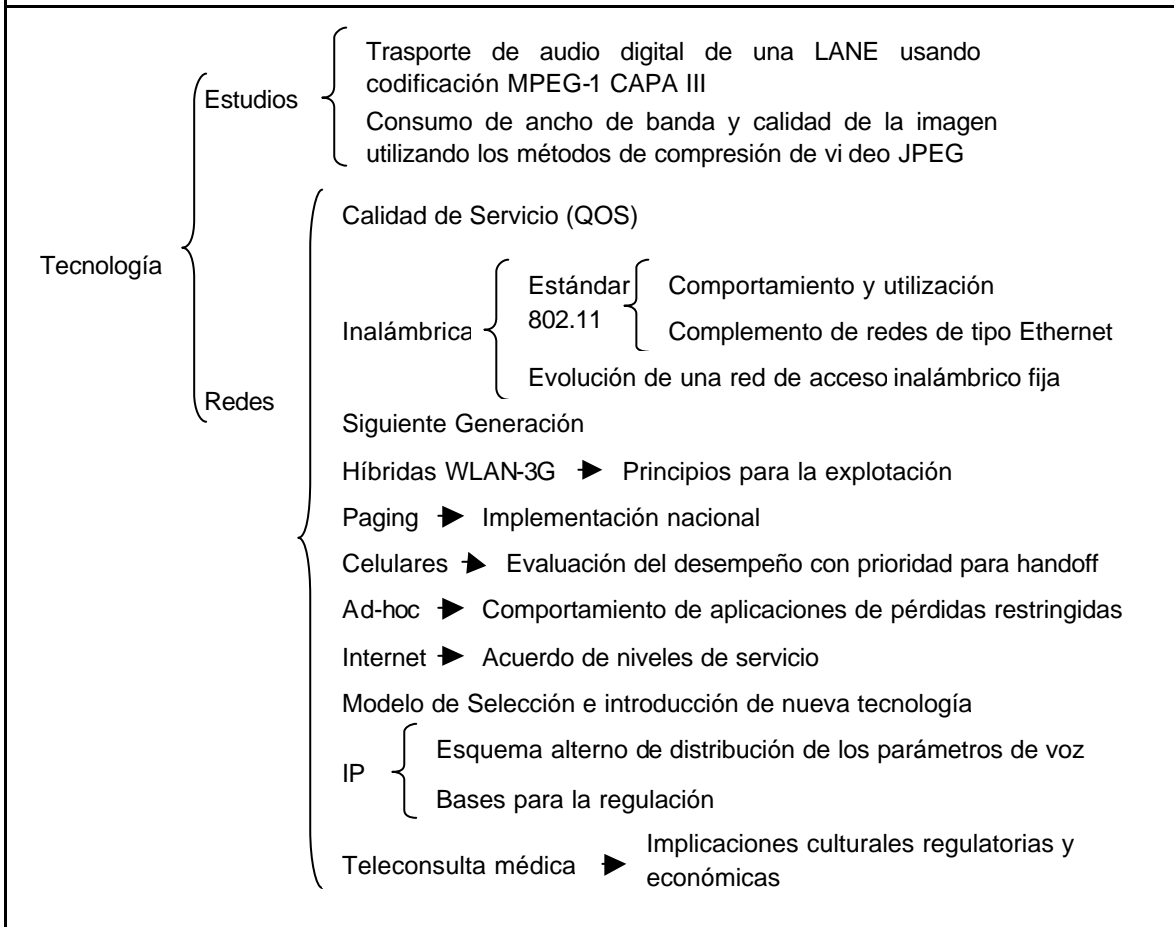 Trasporte de audio digital de una LANE usando
codificación MPEG-1 CAPA III
Estudios
Consumo de ancho de banda y calidad de la imagen
utilizando los métodos de compresión de vi deo JPEG
Calidad de Servicio (QOS)
Tecnología
Estándar
802.11
Comportamiento y utilización
Inalámbrica
Complemento de redes de tipo Ethernet
Evolución de una red de acceso inalámbrico fija
Redes
Siguiente Generación
Híbridas WLAN-3G Principios para la explotación
Paging Implementación nacional
Celulares Evaluación del desempeño con prioridad para handoff
Ad-hoc Comportamiento de aplicaciones de pérdidas restringidas
Internet Acuerdo de niveles de servicio
Modelo de Selección e introducción de nueva tecnología
IP
Esquema alterno de distribución de los parámetros de voz
Bases para la regulación
Teleconsulta médica
Implicaciones culturales regulatorias y
económicas